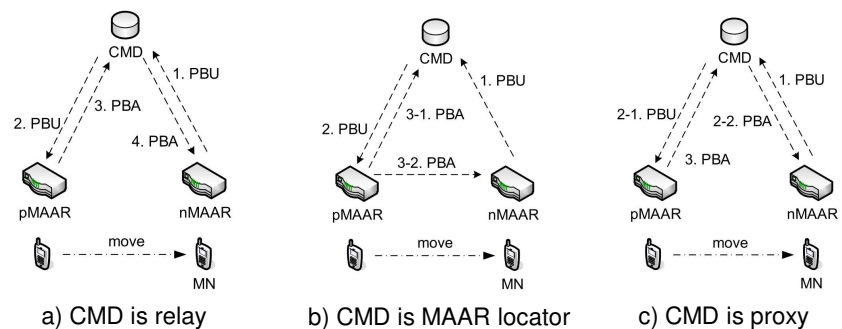 CMD
1. PBU
2. PBU
3. PBA
4. PBA
pMAAR
nMAAR
move
MN
a) CMD is relay
CMD
1. PBU
2. PBU
3-1. PBA
3-2. PBA
pMAAR
nMAAR
move
MN
b) CMD is MAAR locator
CMD
1. PBU
2-1. PBU
2-2. PBA
3. PBA
pMAAR
nMAAR
move
MN
c) CMD is proxy